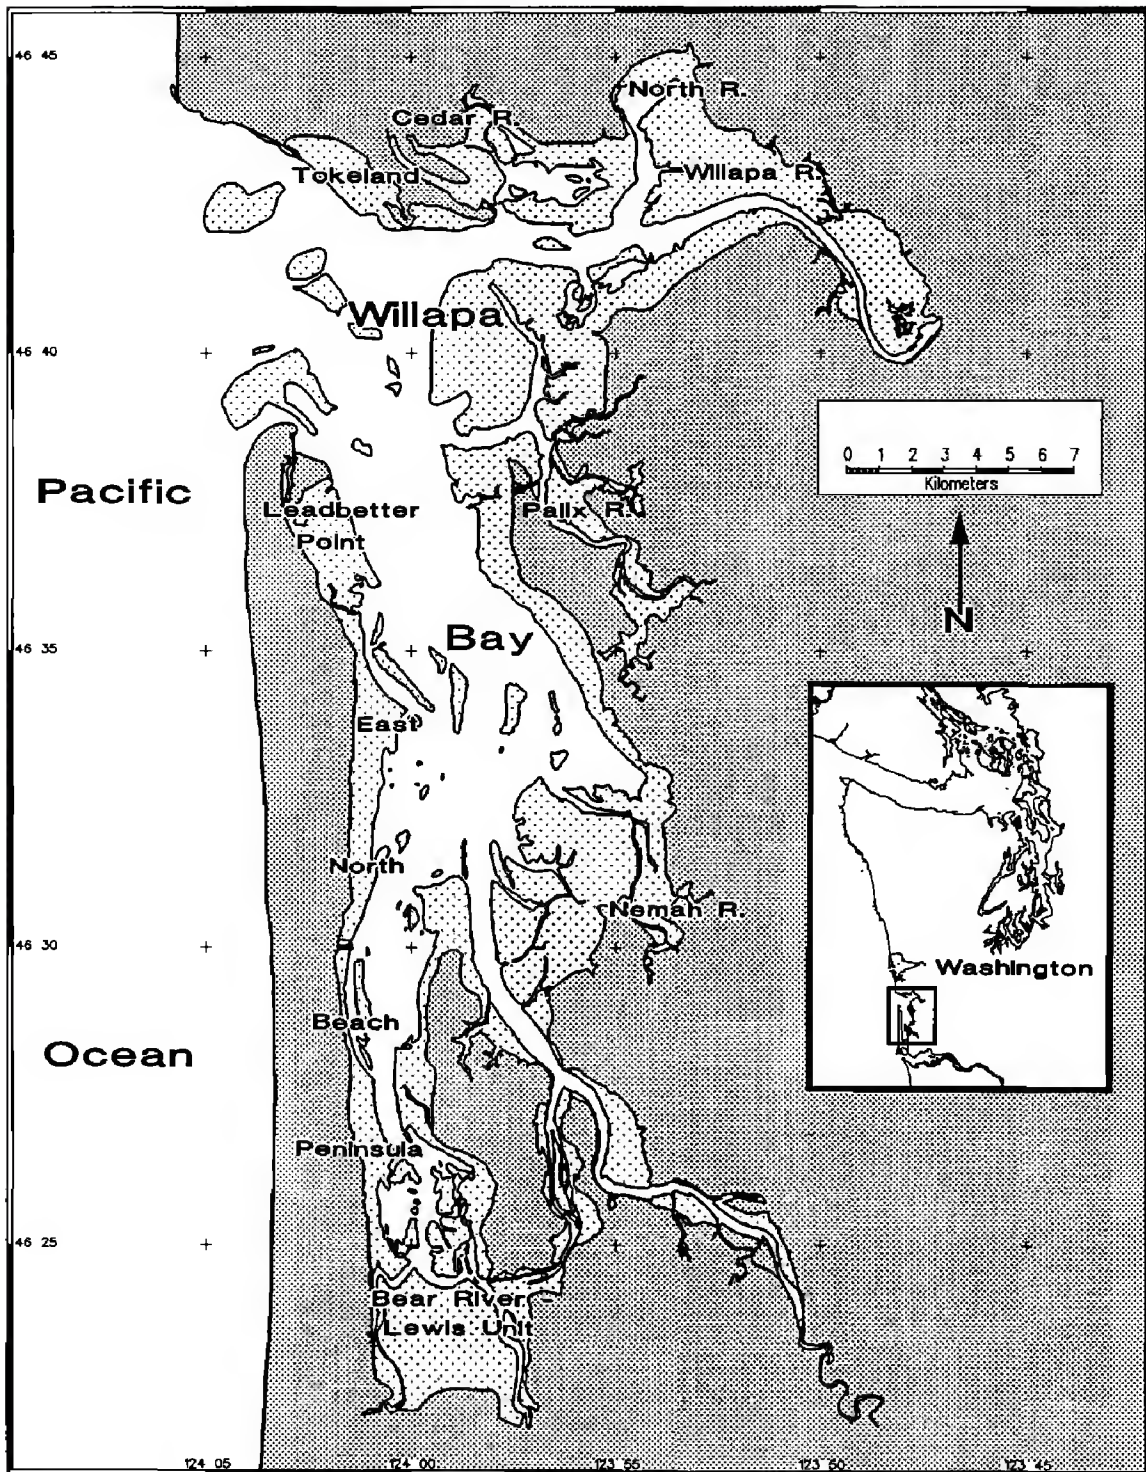 46 45
North R.
Cedar R.
Tokeland
Willapa R.
Willapa
46 40
0 1 2 3 4 5 6 7
Kilometers
Pacific
Leadbetter
Point
Palix R.
N
Bay
46 35
East
North
Nemah R.
46 30
Washington
Beach
Ocean
Peninsula
46 25
Bear River
Lewis Unit
124 05
124 00
123 55
123 50
123 45